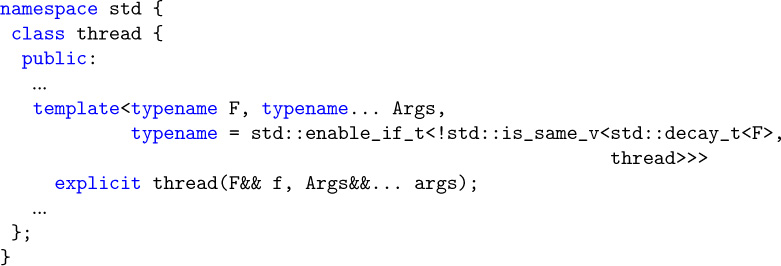 namespace std {
 class thread {
  public:
   ...
   template<typename F, typename... Args,
            typename = std::enable_if_t<!std::is_same_v<std::decay_t<F>,
                                                        thread>>>
     explicit thread(F&& f, Args&&... args);
   ...
 };
}